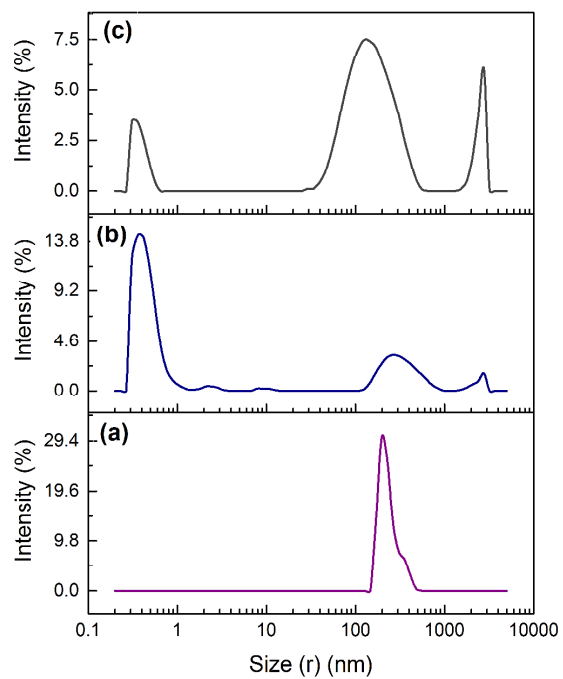 (c)
7.5
5.0
2.5
0.0
Intensity (%)
(b)
13.8
9.2
4.6
0.0
Intensity (%)
(a)
29.4
19.6
9.8
0.0
Intensity (%)
0.1 1 10 100 1000 10000
Size (r) (nm)